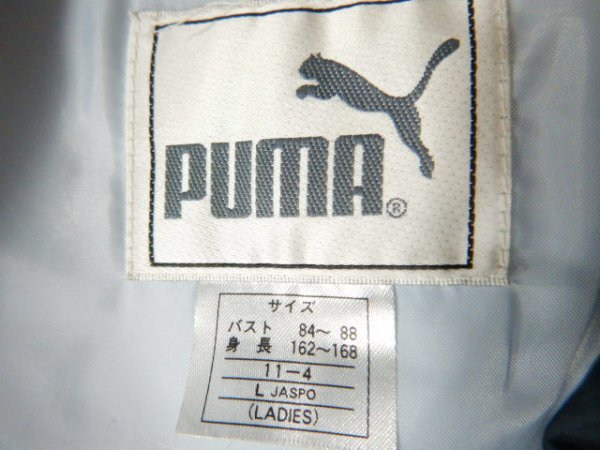 PUMA®
サイズ
バスト 84～ 88
身 長 162～168
11－4
L JASPO
(LADIES)